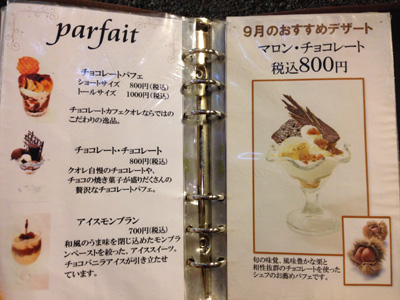 parfait
チョコレートパフェ
ショートサイズ 800円(税込)
トールサイズ 1000円(税込)
チョコレートカフェクオレならではの
こだわりの逸品。
チョコレート・チョコレート
800円(税込)
クオレ自慢のチョコレートや、
チョコの焼き菓子が盛りだくさんの
贅沢なチョコレートパフェ。
アイスモンブラン
700円(税込)
和風のうま味を閉じ込めたモンブラ
ンペーストを絞った、アイススイーツ。
チョコバニラアイスが引き立たせ
ています。
9月のおすすめデザート
マロン・チョコレート
税込800円
旬の味覚、風味豊かな栗と
和性抜群のチョコレートを使った
シェフのお薦めパフェです。